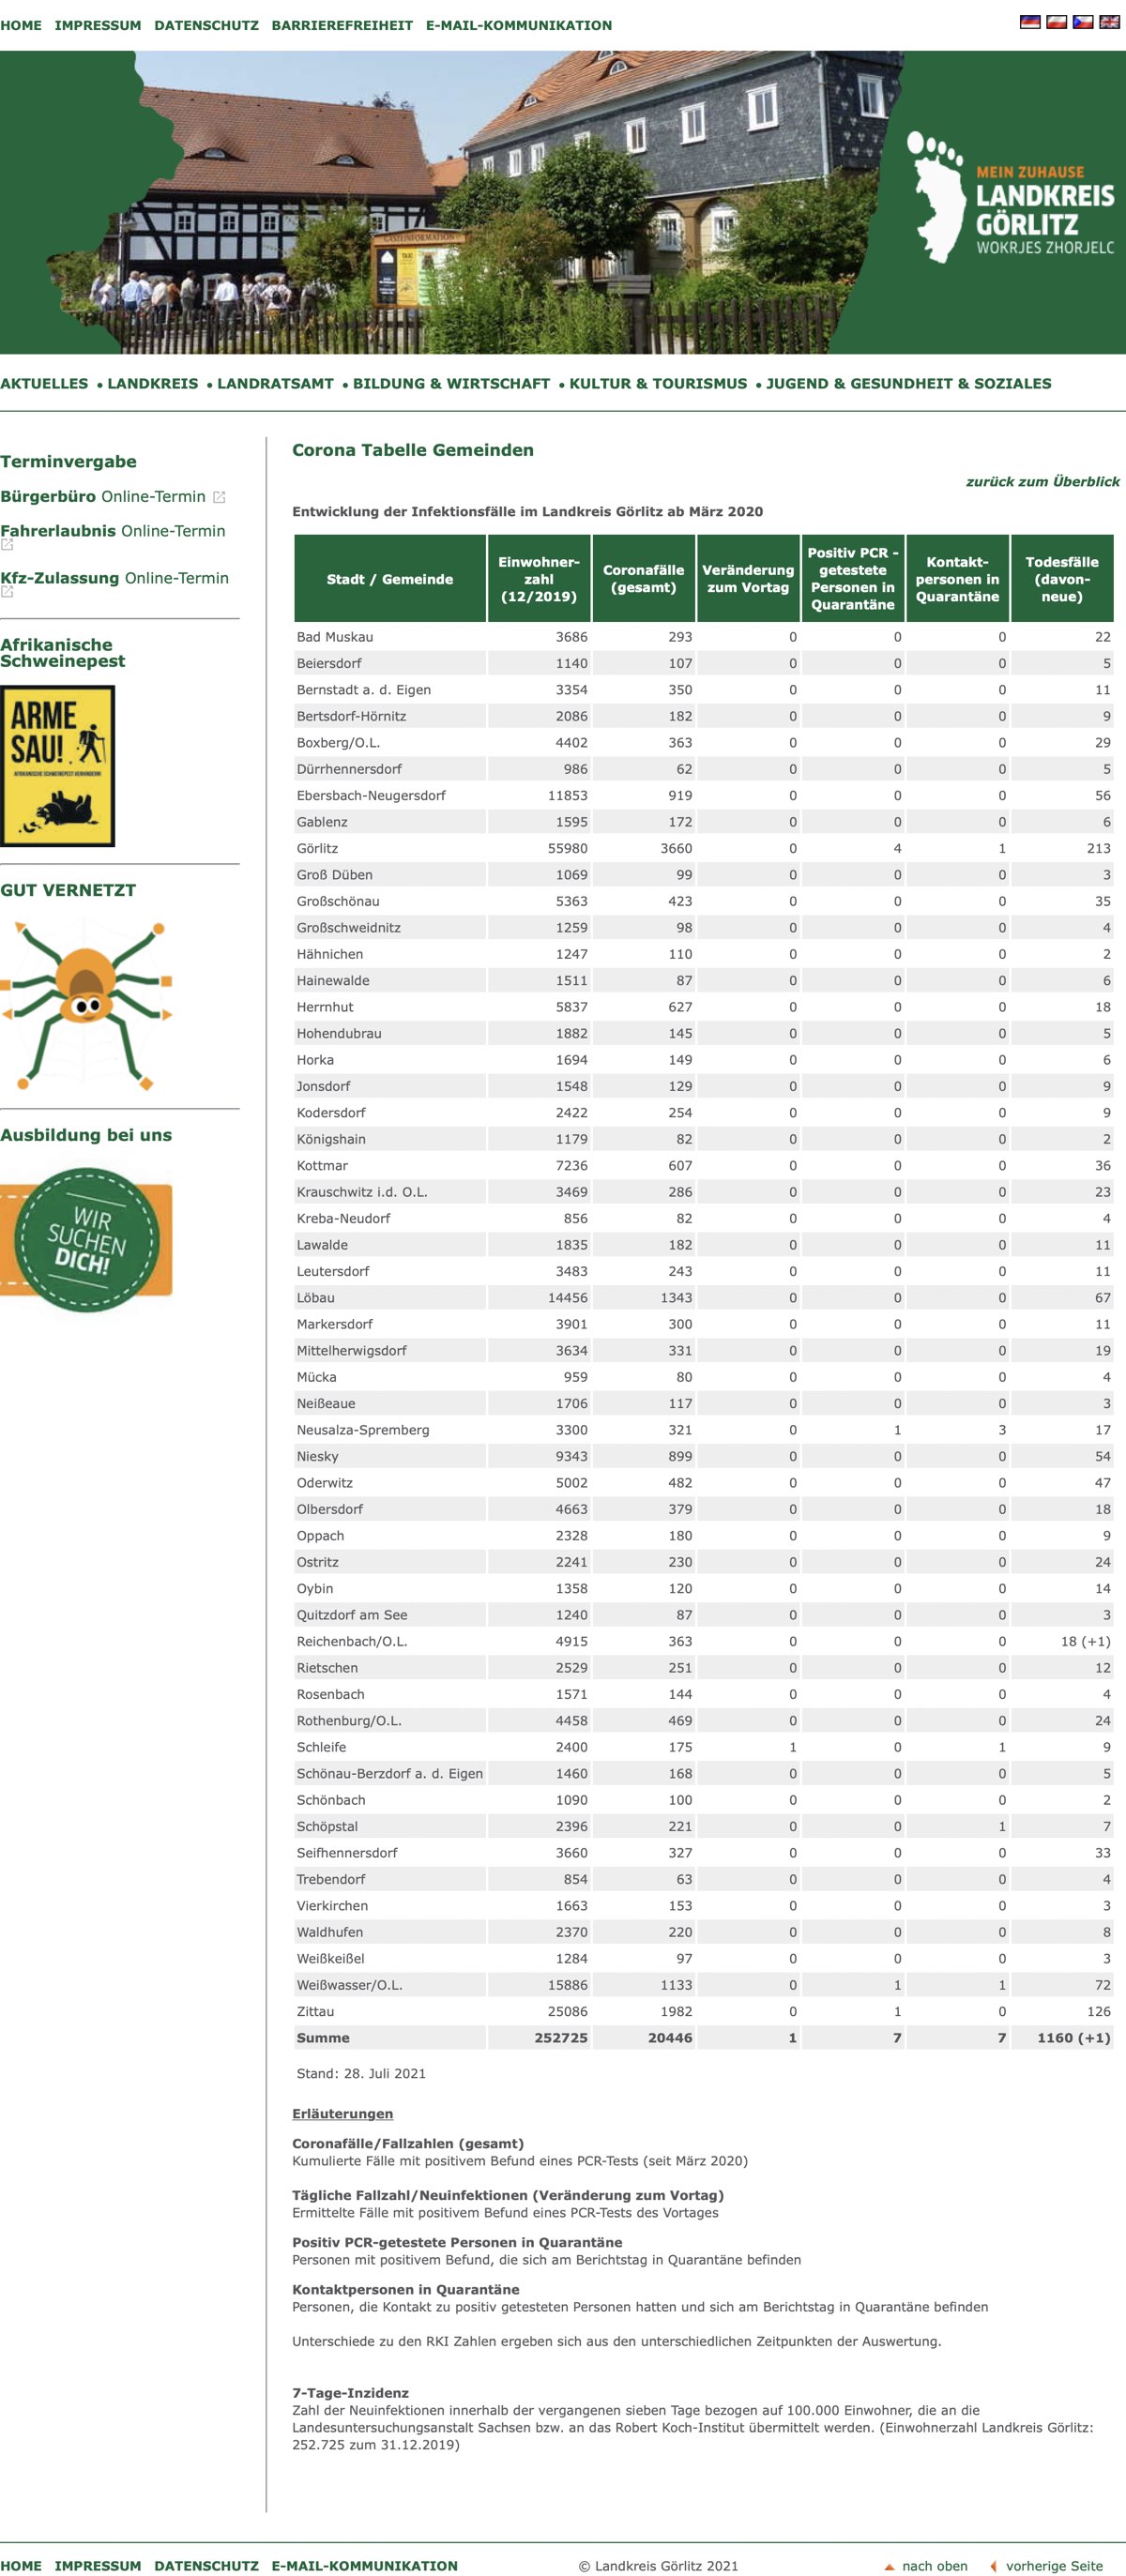 HOME IMPRESSUM DATENSCHUTZ BARRIEREFREIHEIT E-MAIL-KOMMUNIKATION
GÄSTEINFORMATION
MEIN ZUHAUSE
LANDKREIS
GÖRLITZ
WOKRJES ZHORJELC
AKTUELLES • LANDKREIS • LANDRATSAMT • BILDUNG & WIRTSCHAFT • KULTUR & TOURISMUS • JUGEND & GESUNDHEIT & SOZIALES
Terminvergabe
Bürgerbüro Online-Termin
Fahrerlaubnis Online-Termin
Kfz-Zulassung Online-Termin
Afrikanische
Schweinepest
ARME
SAU!
AFRIKANISCHE SCHWEINEPEST VERHINDERN!
GUT VERNETZT
Ausbildung bei uns
WIR
SUCHEN
DICH!
Corona Tabelle Gemeinden
zurück zum Überblick
Entwicklung der Infektionsfälle im Landkreis Görlitz ab März 2020
Stadt / Gemeinde
Einwohner-
zahl
(12/2019)
Coronafälle
(gesamt)
Veränderung
zum Vortag
Positiv PCR -
getestete
Personen in
Quarantäne
Kontakt-
personen in
Quarantäne
Todesfälle
(davon-
neue)
Bad Muskau 3686 293 0 0 0 22
Beiersdorf 1140 107 0 0 0 5
Bernstadt a. d. Eigen 3354 350 0 0 0 11
Bertsdorf-Hörnitz 2086 182 0 0 0 9
Boxberg/O.L. 4402 363 0 0 0 29
Dürrhennersdorf 986 62 0 0 0 5
Ebersbach-Neugersdorf 11853 919 0 0 0 56
Gablenz 1595 172 0 0 0 6
Görlitz 55980 3660 0 4 1 213
Groß Düben 1069 99 0 0 0 3
Großschönau 5363 423 0 0 0 35
Großschweidnitz 1259 98 0 0 0 4
Hähnichen 1247 110 0 0 0 2
Hainewalde 1511 87 0 0 0 6
Herrnhut 5837 627 0 0 0 18
Hohendubrau 1882 145 0 0 0 5
Horka 1694 149 0 0 0 6
Jonsdorf 1548 129 0 0 0 9
Kodersdorf 2422 254 0 0 0 9
Königshain 1179 82 0 0 0 2
Kottmar 7236 607 0 0 0 36
Krauschwitz i.d. O.L. 3469 286 0 0 0 23
Kreba-Neudorf 856 82 0 0 0 4
Lawalde 1835 182 0 0 0 11
Leutersdorf 3483 243 0 0 0 11
Löbau 14456 1343 0 0 0 67
Markersdorf 3901 300 0 0 0 11
Mittelherwigsdorf 3634 331 0 0 0 19
Mücka 959 80 0 0 0 4
Neißeaue 1706 117 0 0 0 3
Neusalza-Spremberg 3300 321 0 1 3 17
Niesky 9343 899 0 0 0 54
Oderwitz 5002 482 0 0 0 47
Olbersdorf 4663 379 0 0 0 18
Oppach 2328 180 0 0 0 9
Ostritz 2241 230 0 0 0 24
Oybin 1358 120 0 0 0 14
Quitzdorf am See 1240 87 0 0 0 3
Reichenbach/O.L. 4915 363 0 0 0 18 (+1)
Rietschen 2529 251 0 0 0 12
Rosenbach 1571 144 0 0 0 4
Rothenburg/O.L. 4458 469 0 0 0 24
Schleife 2400 175 1 0 1 9
Schönau-Berzdorf a. d. Eigen 1460 168 0 0 0 5
Schönbach 1090 100 0 0 0 2
Schöpstal 2396 221 0 0 1 7
Seifhennersdorf 3660 327 0 0 0 33
Trebendorf 854 63 0 0 0 4
Vierkirchen 1663 153 0 0 0 3
Waldhufen 2370 220 0 0 0 8
Weißkeißel 1284 97 0 0 0 3
Weißwasser/O.L. 15886 1133 0 1 1 72
Zittau 25086 1982 0 1 0 126
Summe 252725 20446 1 7 7 1160 (+1)
Stand: 28. Juli 2021
Erläuterungen
Coronafälle/Fallzahlen (gesamt)
Kumulierte Fälle mit positivem Befund eines PCR-Tests (seit März 2020)
Tägliche Fallzahl/Neuinfektionen (Veränderung zum Vortag)
Ermittelte Fälle mit positivem Befund eines PCR-Tests des Vortages
Positiv PCR-getestete Personen in Quarantäne
Personen mit positivem Befund, die sich am Berichtstag in Quarantäne befinden
Kontaktpersonen in Quarantäne
Personen, die Kontakt zu positiv getesteten Personen hatten und sich am Berichtstag in Quarantäne befinden
Unterschiede zu den RKI Zahlen ergeben sich aus den unterschiedlichen Zeitpunkten der Auswertung.
7-Tage-Inzidenz
Zahl der Neuinfektionen innerhalb der vergangenen sieben Tage bezogen auf 100.000 Einwohner, die an die
Landesuntersuchungsanstalt Sachsen bzw. an das Robert Koch-Institut übermittelt werden. (Einwohnerzahl Landkreis Görlitz:
252.725 zum 31.12.2019)
HOME IMPRESSUM DATENSCHUTZ E-MAIL-KOMMUNIKATION
© Landkreis Görlitz 2021
nach oben
vorherige Seite